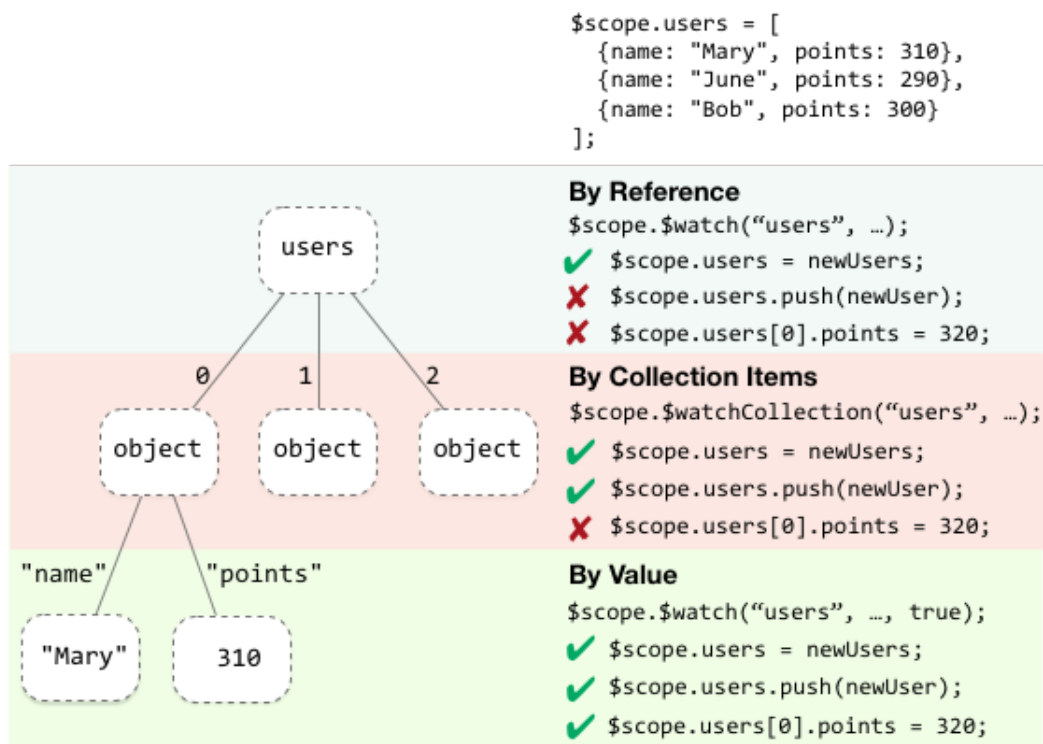 $scope.users = [
{name: "Mary", points: 310},
{name: "June", points: 290},
{name: "Bob", points: 300}
];
By Reference
$scope.$watch(“users”, …);
✔ $scope.users = newUsers;
✘ $scope.users.push(newUser);
✘ $scope.users[0].points = 320;
users
0 1 2
By Collection Items
$scope.$watchCollection(“users”, …);
✔ $scope.users = newUsers;
✔ $scope.users.push(newUser);
✘ $scope.users[0].points = 320;
object object object
"name" "points"
By Value
$scope.$watch(“users”, …, true);
✔ $scope.users = newUsers;
✔ $scope.users.push(newUser);
✔ $scope.users[0].points = 320;
"Mary" 310